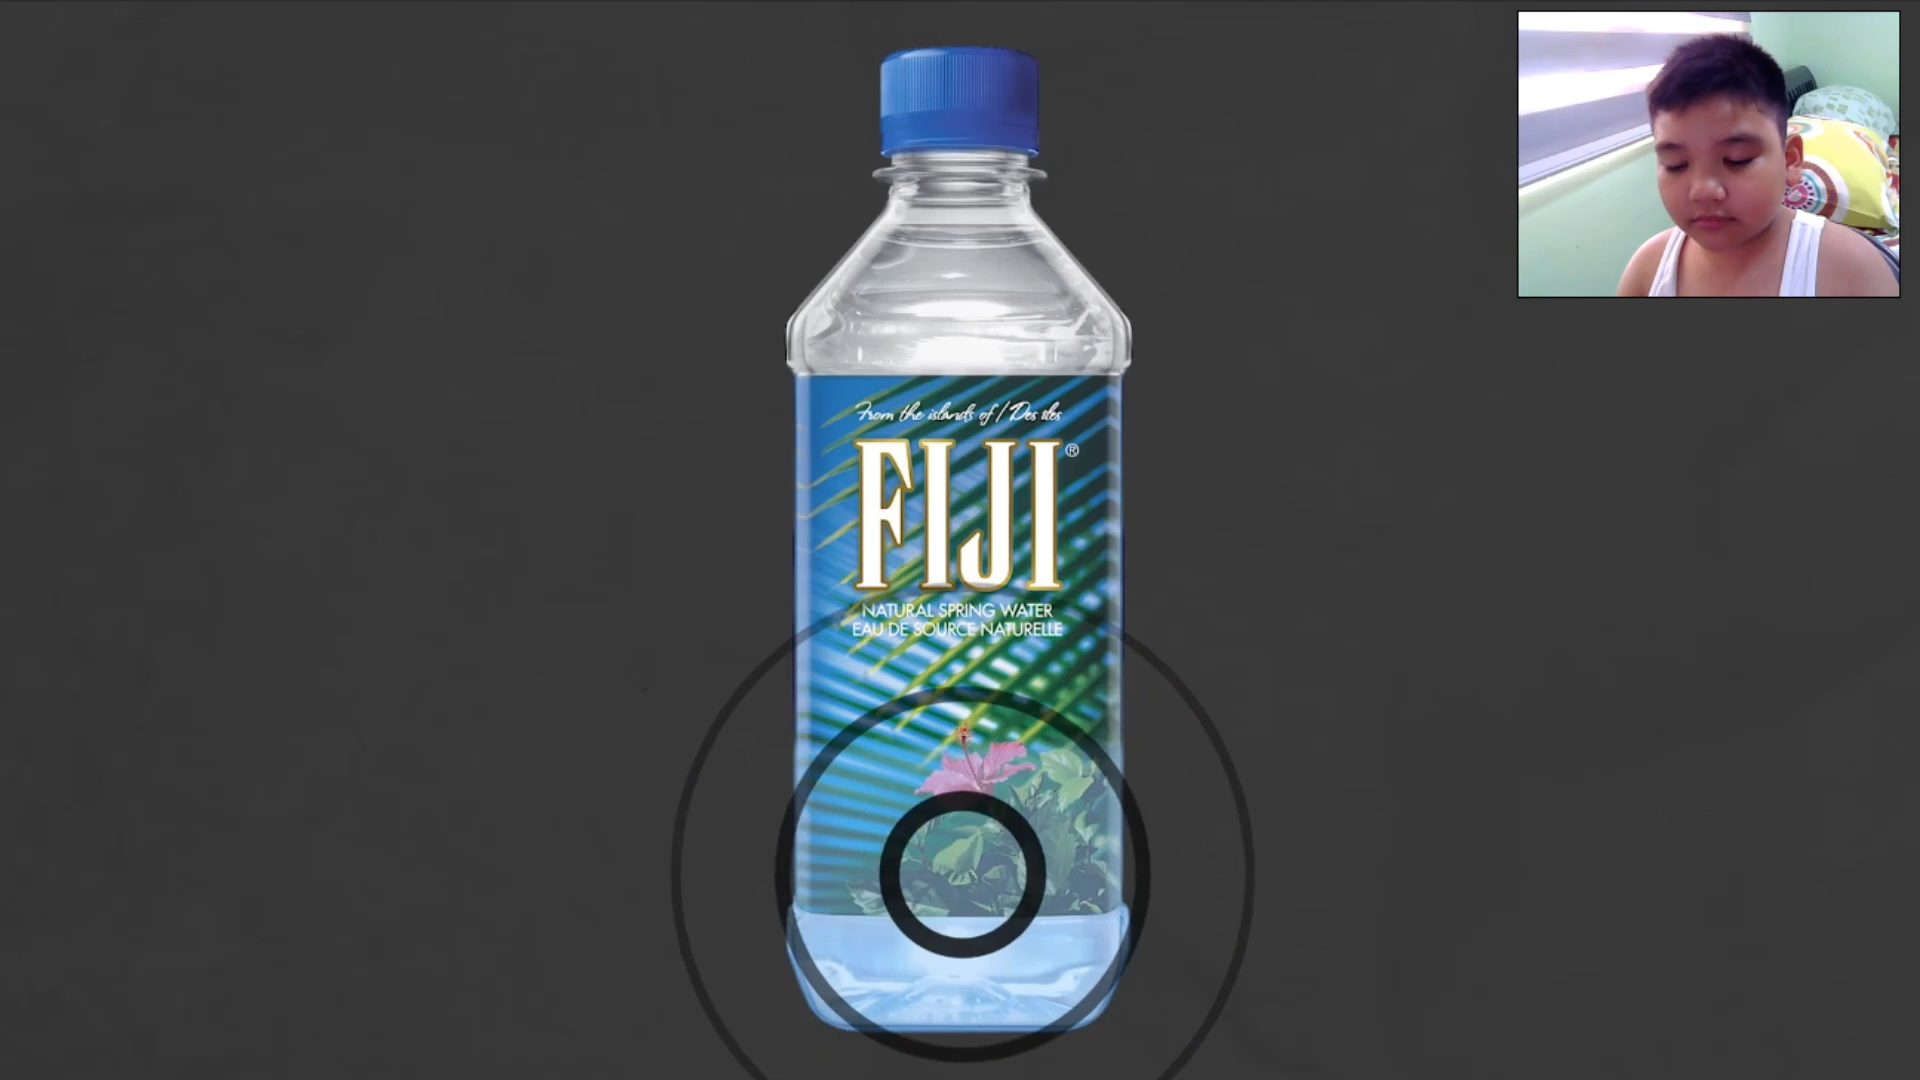 From the islands of / Des îles
FIJI®
NATURAL SPRING WATER
EAU DE SOURCE NATURELLE